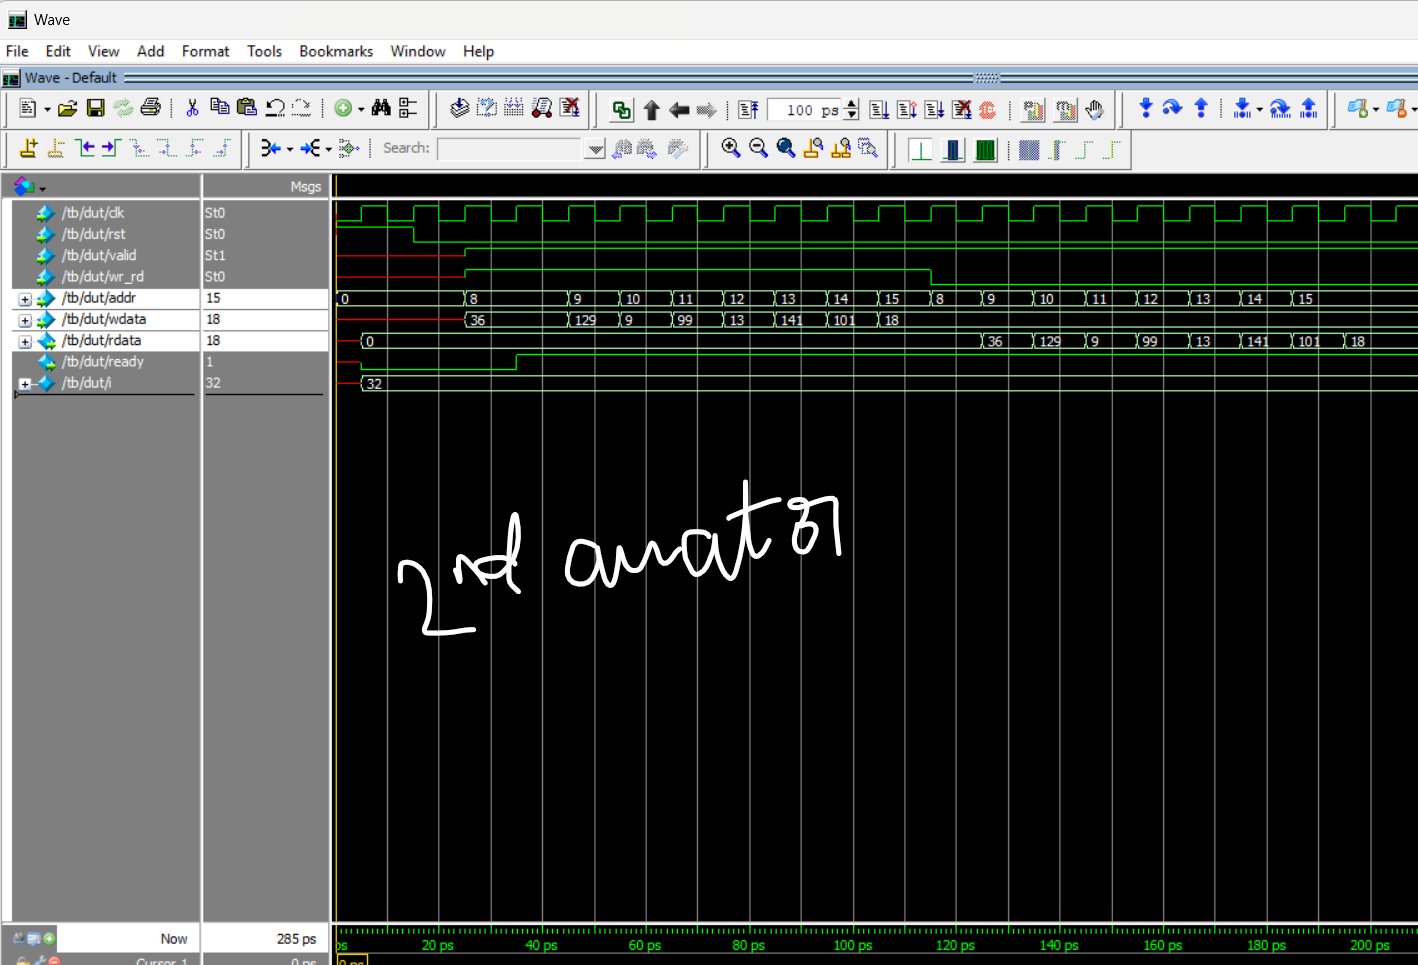 Wave
File Edit View Add Format Tools Bookmarks Window Help
Wave - Default
100 ps
Search:
Msgs
/tb/dut/clk St0
/tb/dut/rst St0
/tb/dut/valid St1
/tb/dut/wr_rd St0
/tb/dut/addr 15 0 8 9 10 11 12 13 14 15 8 9 10 11 12 13 14 15
/tb/dut/wdata 18 36 129 9 99 13 141 101 18
/tb/dut/rdata 18 0 36 129 9 99 13 141 101 18
/tb/dut/ready 1
/tb/dut/i 32 32
2nd
Now 285 ps ps 20 ps 40 ps 60 ps 80 ps 100 ps 120 ps 140 ps 160 ps 180 ps 200 ps
Cursor 1 0 ps 0 ps